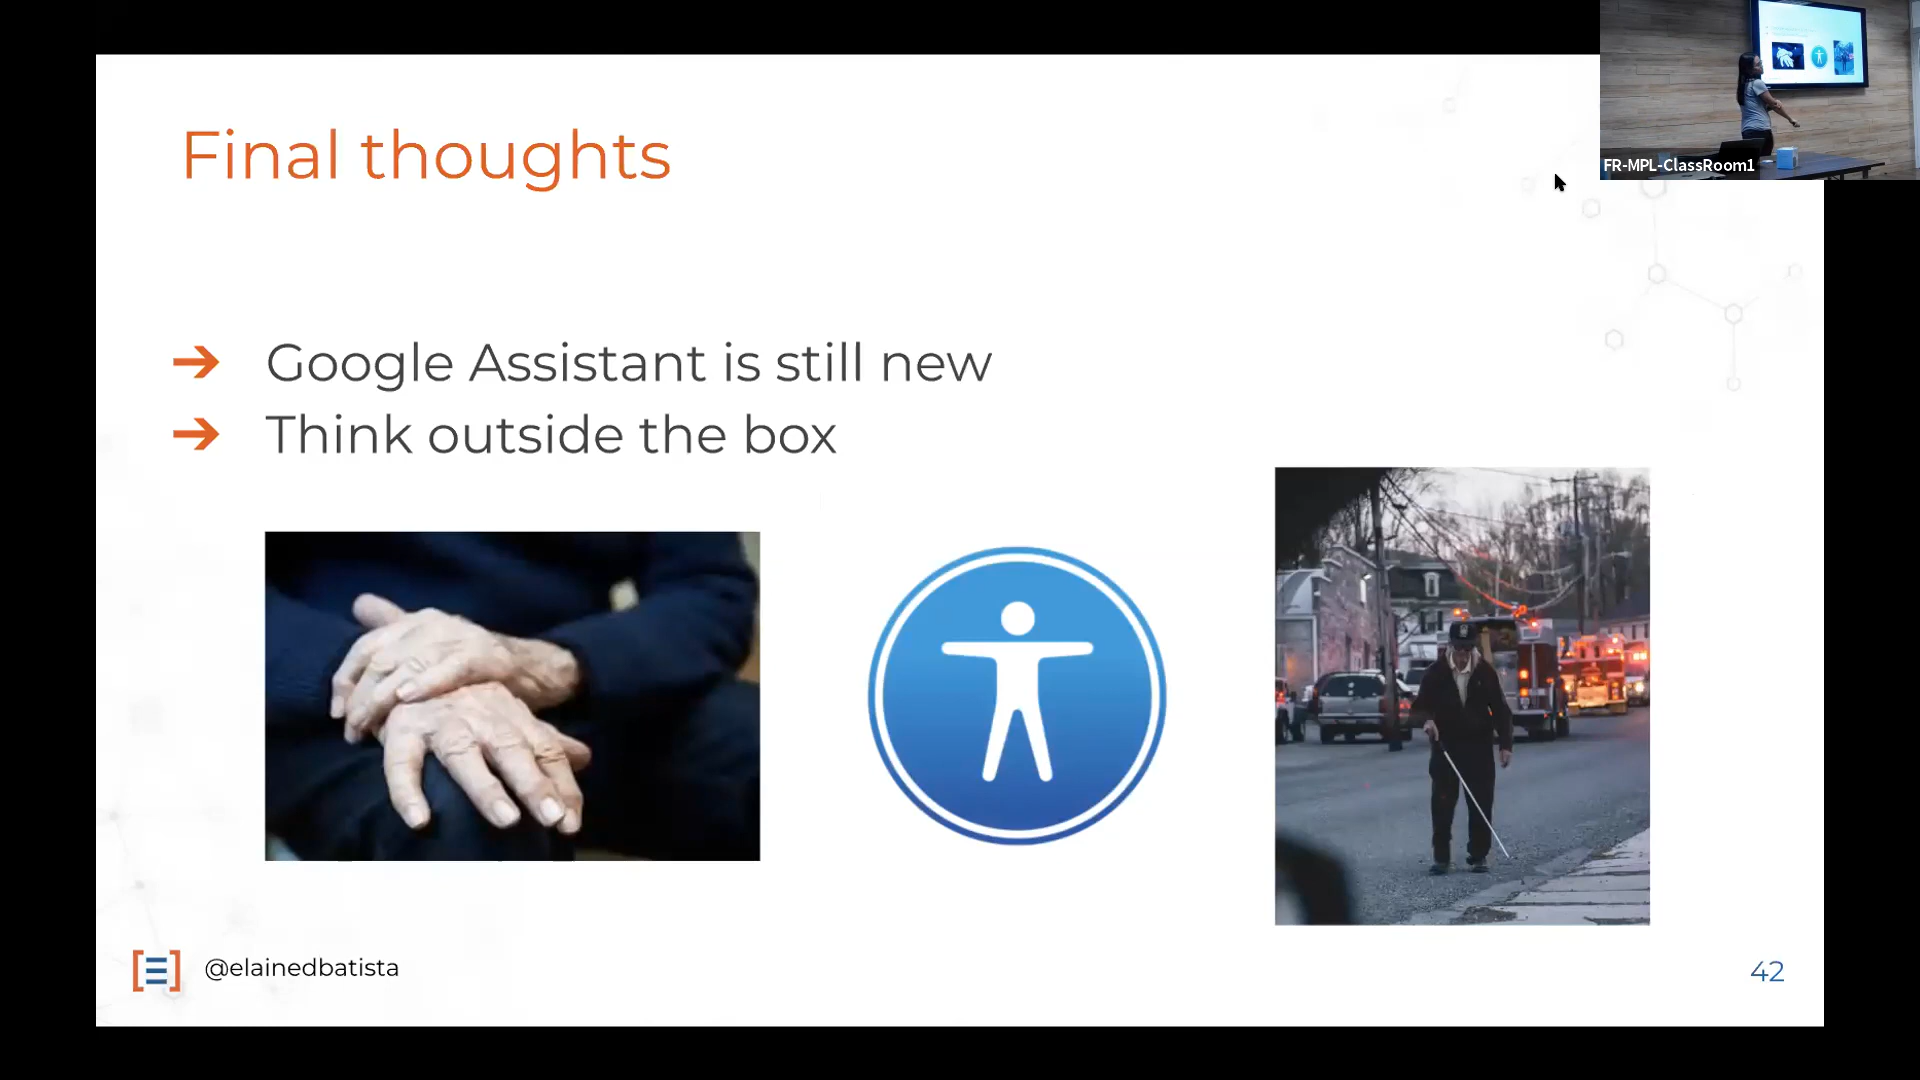 FR-MPL-ClassRoom1
Final thoughts
➔ Google Assistant is still new
➔ Think outside the box
@elainedbatista
42